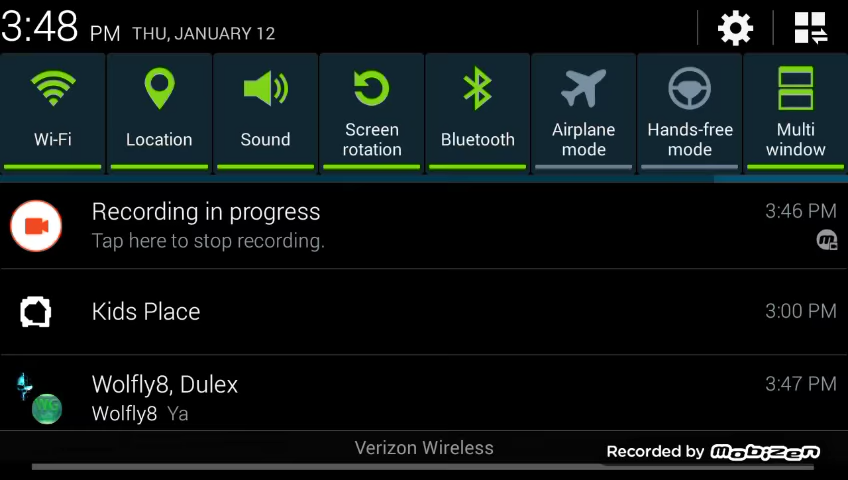 3:48 PM THU, JANUARY 12
Wi-Fi
Location
Sound
Screen
rotation
Bluetooth
Airplane
mode
Hands-free
mode
Multi
window
Recording in progress 3:46 PM
Tap here to stop recording.
Kids Place 3:00 PM
Wolfly8, Dulex 3:47 PM
Wolfly8 Ya
Verizon Wireless
Recorded by mobizen